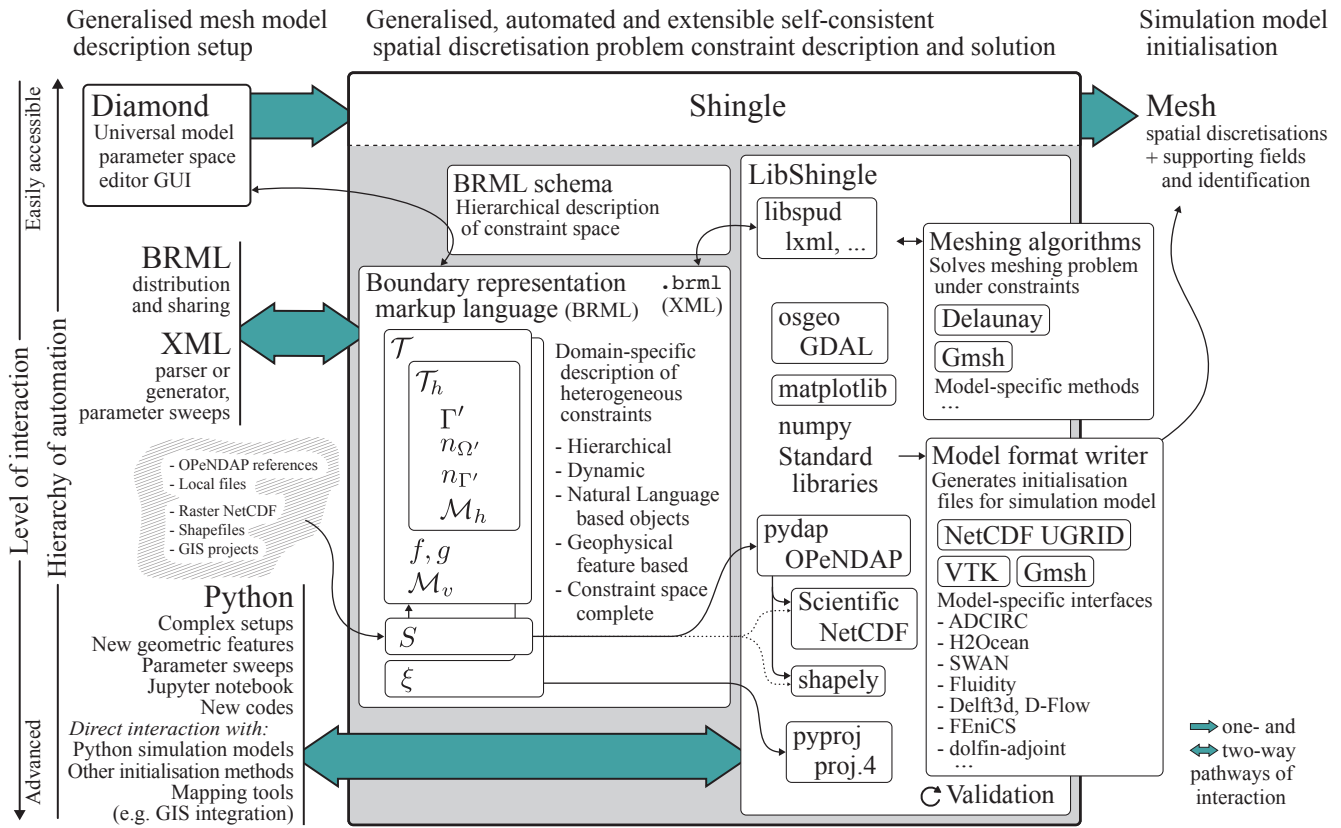 Generalised mesh model
description setup
Generalised, automated and extensible self-consistent
spatial discretisation problem constraint description and solution
Simulation model
initialisation
Level of interaction
Easily accessible
Advanced
Hierarchy of automation
Diamond
Universal model
parameter space
editor GUI
BRML
distribution
and sharing
XML
parser or
generator,
parameter sweeps
- OPeNDAP references
- Local files
- Raster NetCDF
- Shapefiles
- GIS projects
Python
Complex setups
New geometric features
Parameter sweeps
Jupyter notebook
New codes
Direct interaction with:
Python simulation models
Other initialisation methods
Mapping tools
(e.g. GIS integration)
Shingle
BRML schema
Hierarchical description
of constraint space
Boundary representation
markup language (BRML)
.brml
(XML)
𝒯
𝒯_h
Γ′
n_Ω′
n_Γ′
ℳ_h
f, g
ℳ_v
S
ξ
Domain-specific
description of
heterogeneous
constraints
- Hierarchical
- Dynamic
- Natural Language
based objects
- Geophysical
feature based
- Constraint space
complete
LibShingle
libspud
lxml, ...
osgeo
GDAL
matplotlib
numpy
Standard
libraries
pydap
OPeNDAP
Scientific
NetCDF
shapely
pyproj
proj.4
Meshing algorithms
Solves meshing problem
under constraints
Delaunay
Gmsh
Model-specific methods
...
Model format writer
Generates initialisation
files for simulation model
NetCDF UGRID
VTK Gmsh
Model-specific interfaces
- ADCIRC
- H2Ocean
- SWAN
- Fluidity
- Delft3d, D-Flow
- FEniCS
- dolfin-adjoint
...
Validation
Mesh
spatial discretisations
+ supporting fields
and identification
one- and
two-way
pathways of
interaction